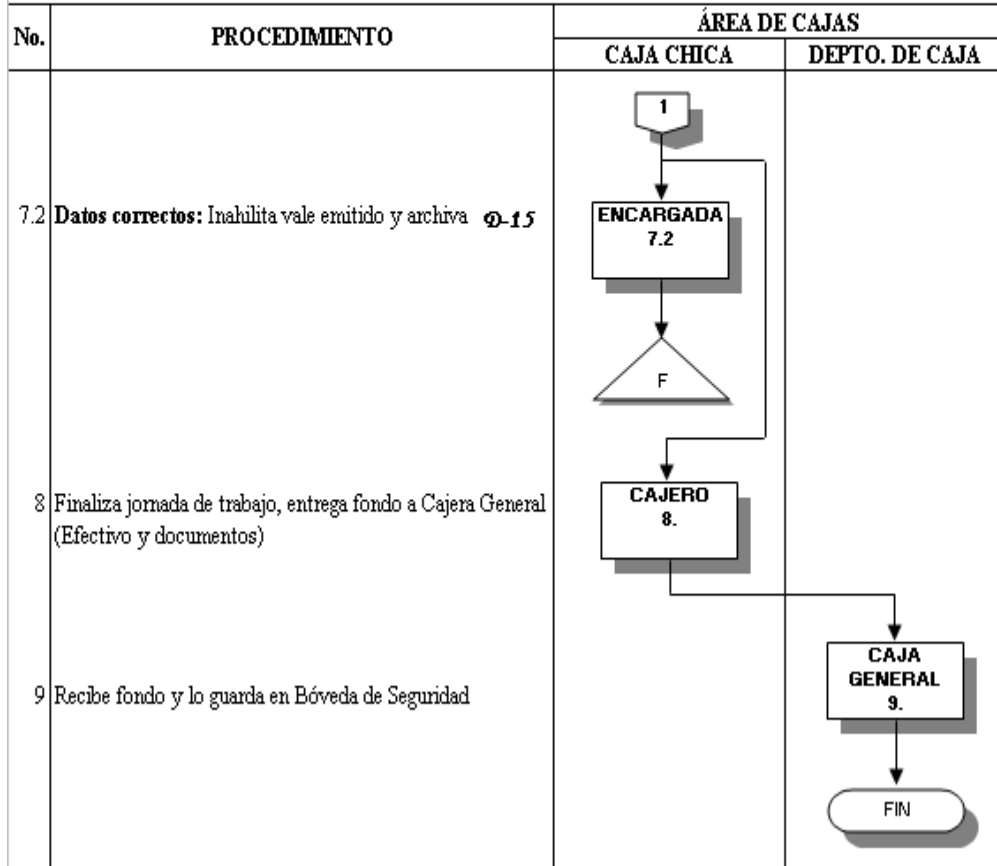 No. PROCEDIMIENTO ÁREA DE CAJAS
CAJA CHICA DEPTO. DE CAJA
1
7.2 Datos correctos: Inahilita vale emitido y archiva D-15
ENCARGADA
7.2
F
8 Finaliza jornada de trabajo, entrega fondo a Cajera General
(Efectivo y documentos)
CAJERO
8.
9 Recibe fondo y lo guarda en Bóveda de Seguridad
CAJA
GENERAL
9.
FIN